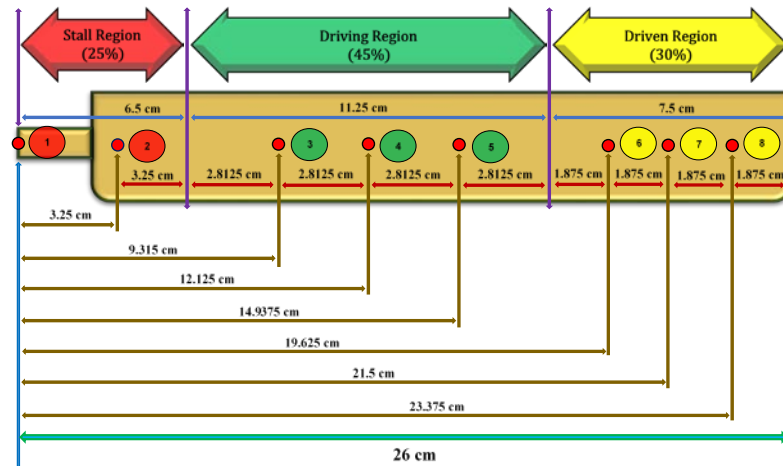 Stall Region
(25%)
Driving Region
(45%)
Driven Region
(30%)
6.5 cm
11.25 cm
7.5 cm
1
2
3
4
5
6
7
8
3.25 cm
2.8125 cm
2.8125 cm
2.8125 cm
2.8125 cm
1.875 cm
1.875 cm
1.875 cm
1.875 cm
3.25 cm
9.315 cm
12.125 cm
14.9375 cm
19.625 cm
21.5 cm
23.375 cm
26 cm